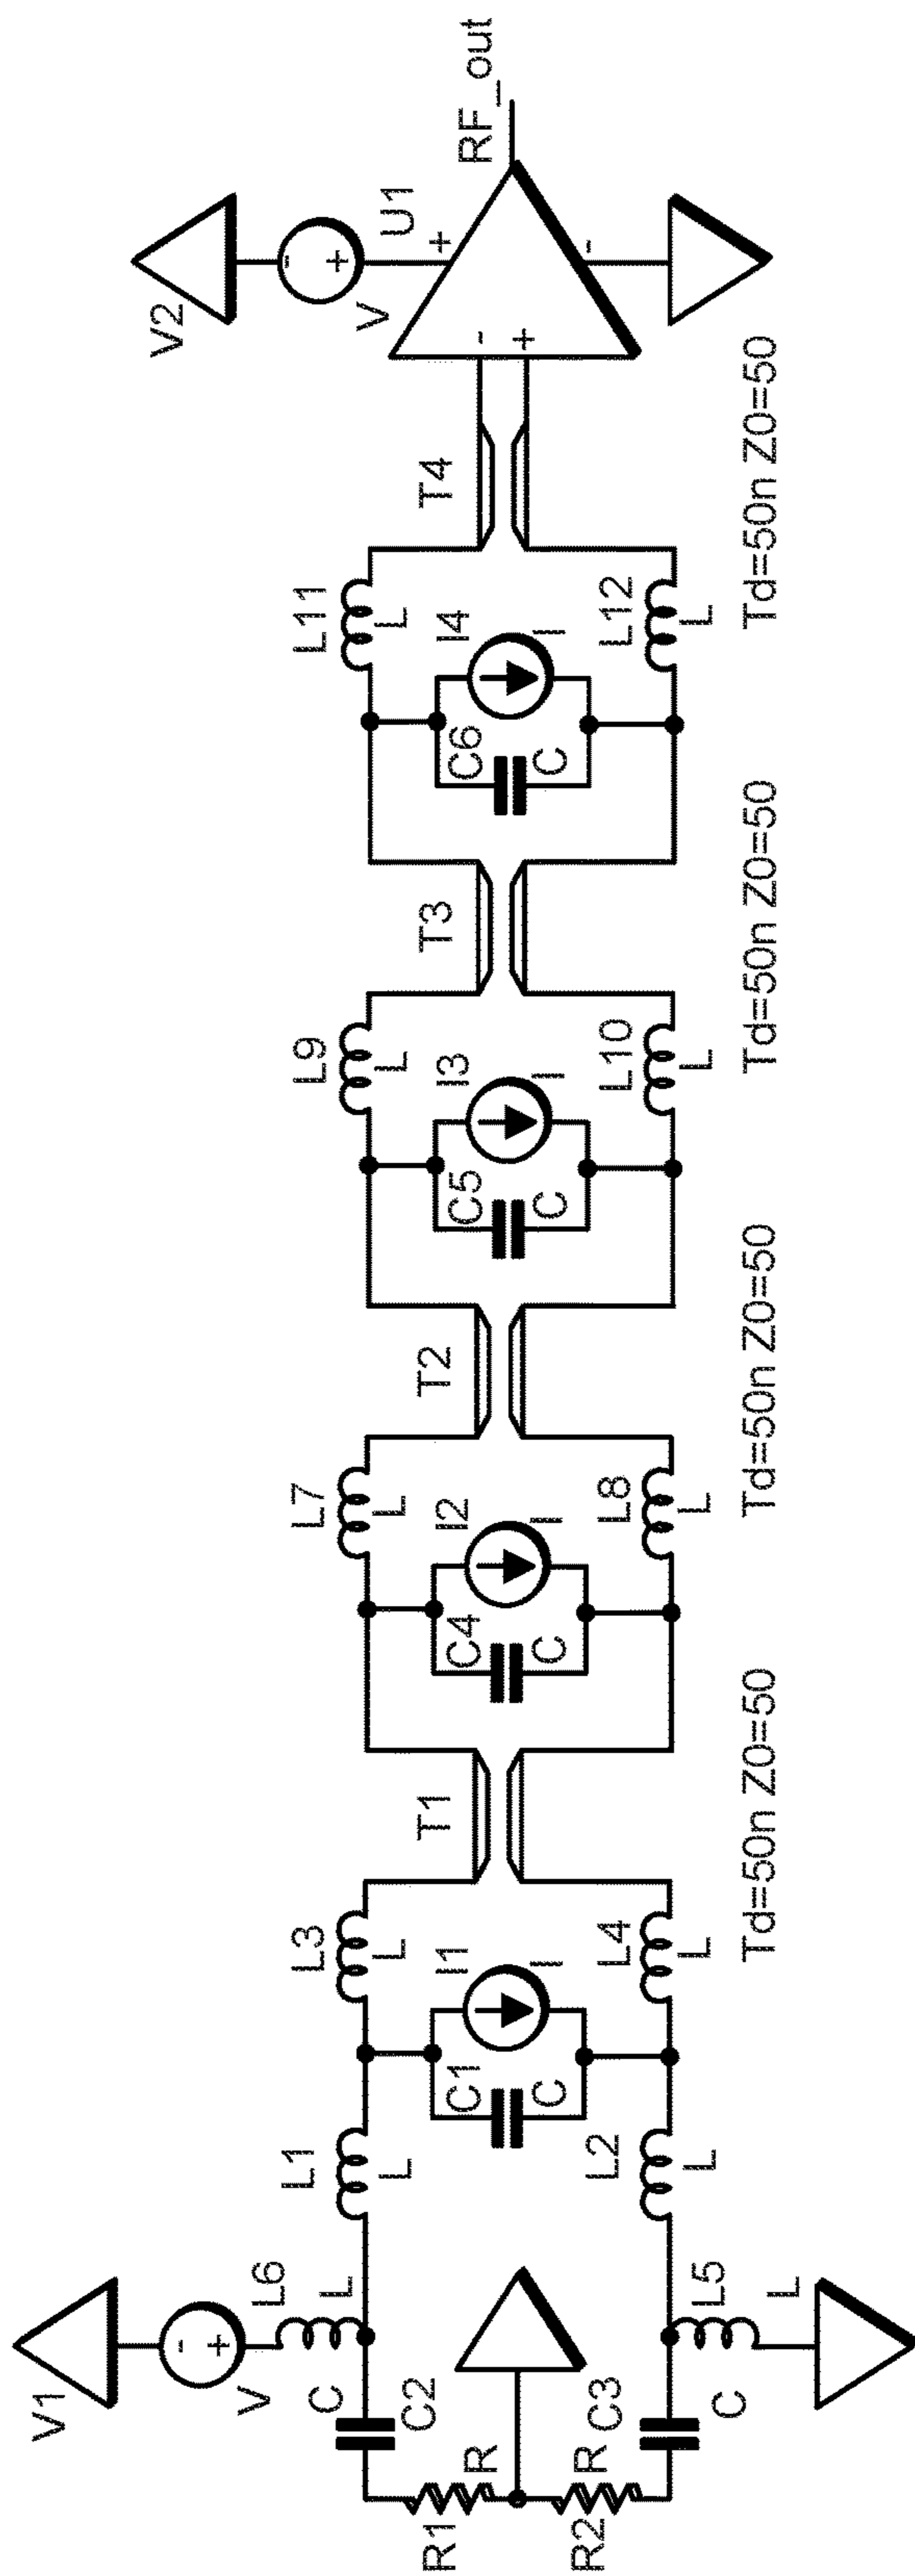 V1
V
-
+
L6
L
C
C2
R1
R
R2
R
C3
C
L5
L
L1
L
L2
L
C1
C
I1
I
L3
L
L4
L
T1
Td=50n Z0=50
C4
C
I2
I
L7
L
L8
L
T2
Td=50n Z0=50
C5
C
I3
I
L9
L
L10
L
T3
Td=50n Z0=50
C6
C
I4
I
L11
L
L12
L
T4
Td=50n Z0=50
V2
-
+
V
U1
+
-
-
+
RF_out